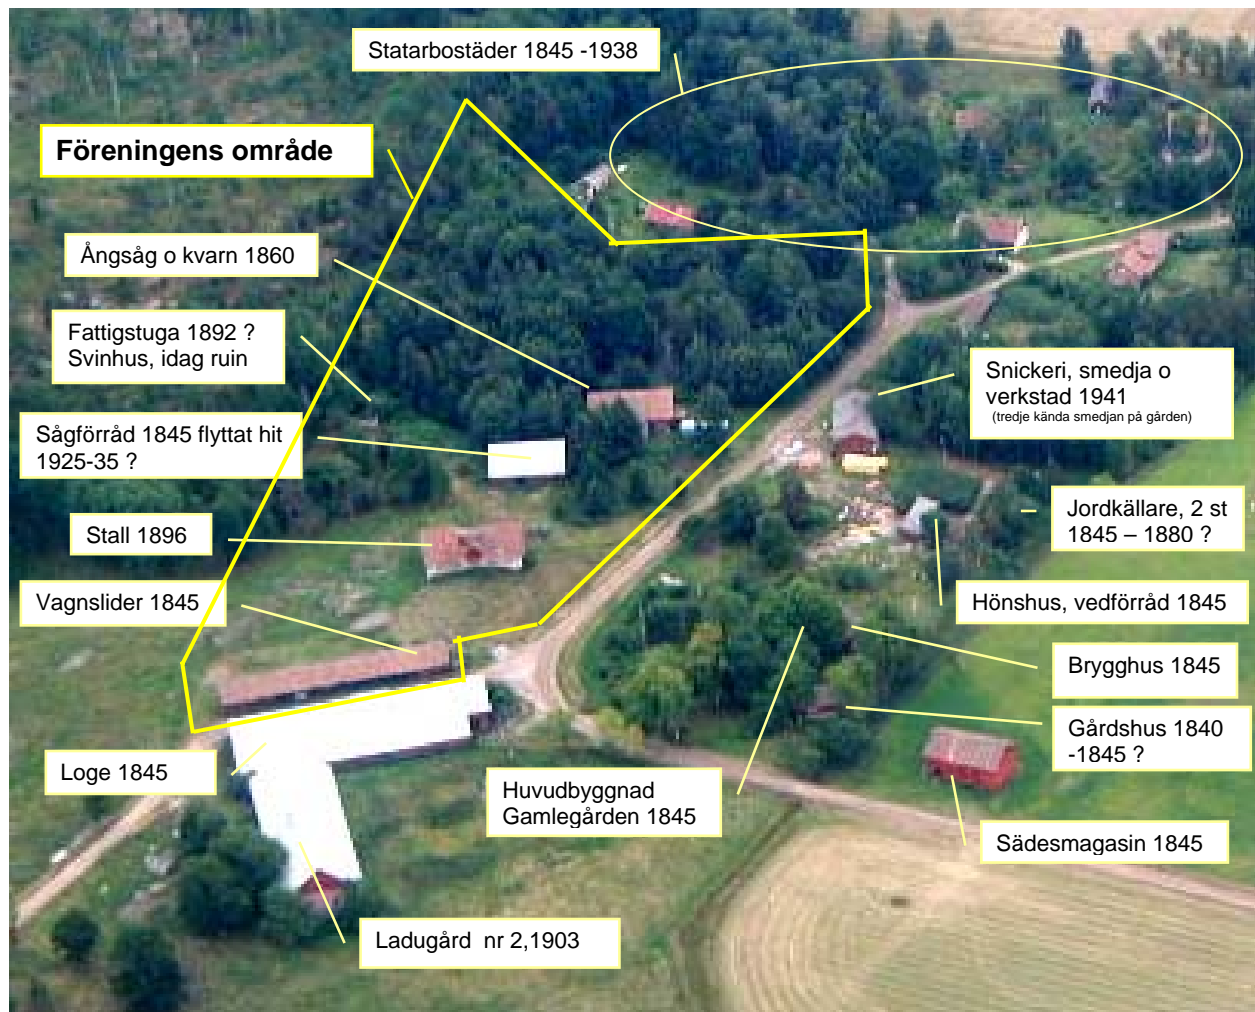 Statarbostäder 1845 -1938
Föreningens område
Ångsåg o kvarn 1860
Fattigstuga 1892 ?
Svinhus, idag ruin
Sågförråd 1845 flyttat hit
1925-35 ?
Stall 1896
Vagnslider 1845
Loge 1845
Ladugård nr 2,1903
Huvudbyggnad
Gamlegården 1845
Snickeri, smedja o
verkstad 1941
(tredje kända smedjan på gården)
Jordkällare, 2 st
1845 – 1880 ?
Hönshus, vedförråd 1845
Brygghus 1845
Gårdshus 1840
-1845 ?
Sädesmagasin 1845